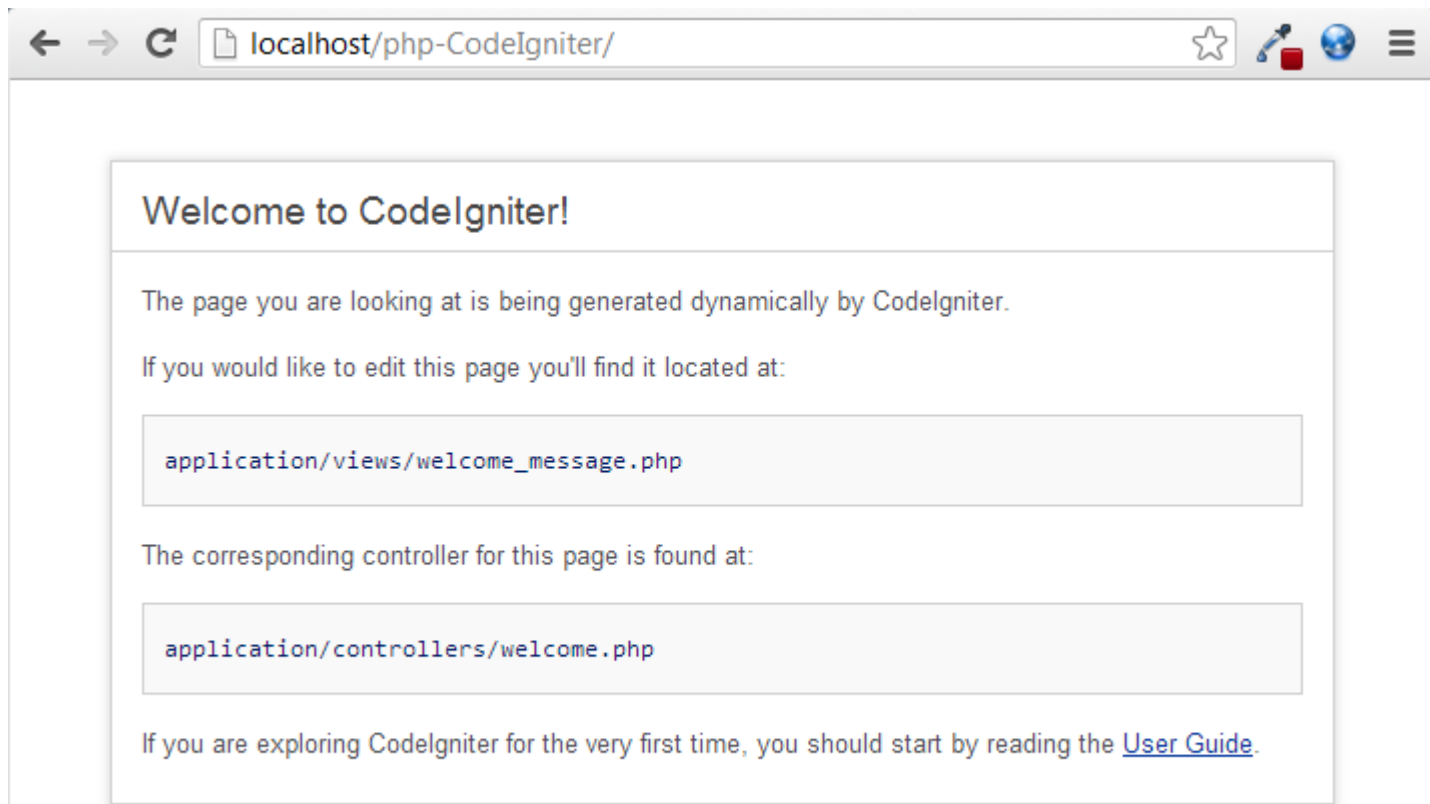 localhost/php-CodeIgniter/
Welcome to CodeIgniter!
The page you are looking at is being generated dynamically by CodeIgniter.
If you would like to edit this page you'll find it located at:
application/views/welcome_message.php
The corresponding controller for this page is found at:
application/controllers/welcome.php
If you are exploring CodeIgniter for the very first time, you should start by reading the User Guide.